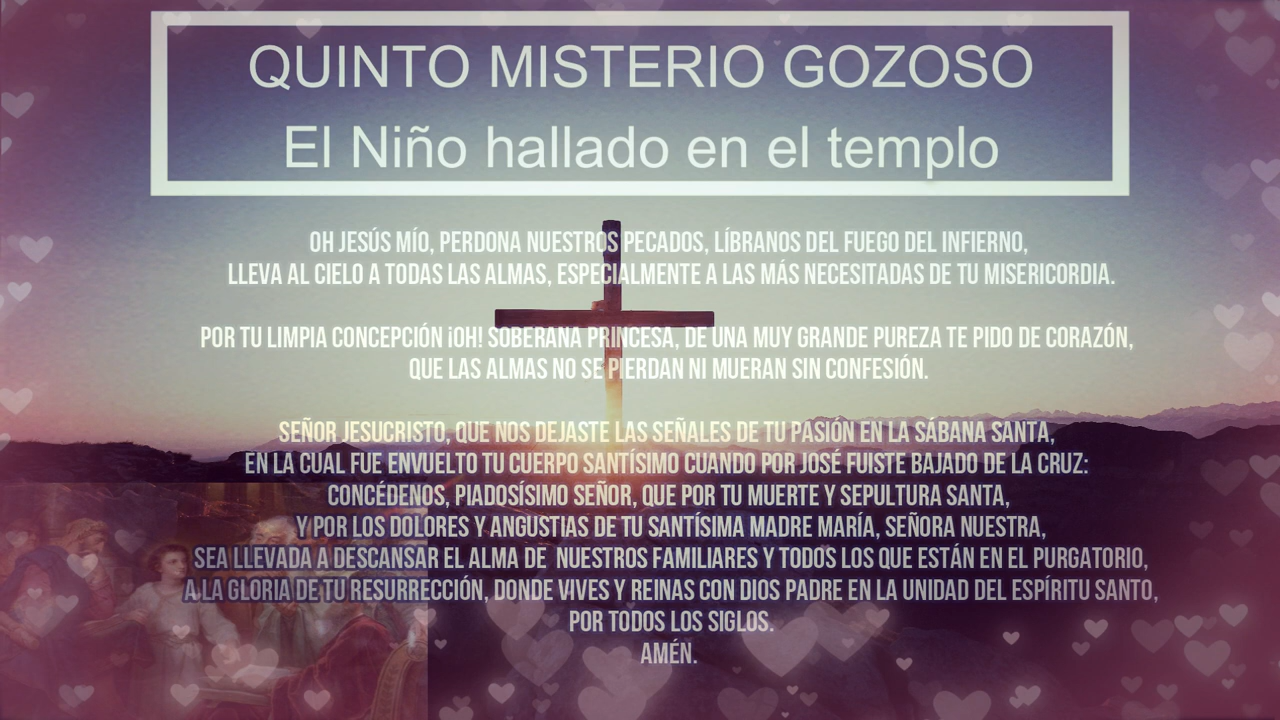 QUINTO MISTERIO GOZOSO
El Niño hallado en el templo
OH JESÚS MÍO, PERDONA NUESTROS PECADOS, LÍBRANOS DEL FUEGO DEL INFIERNO,
LLEVA AL CIELO A TODAS LAS ALMAS, ESPECIALMENTE A LAS MÁS NECESITADAS DE TU MISERICORDIA.
POR TU LIMPIA CONCEPCIÓN ¡OH! SOBERANA PRINCESA, DE UNA MUY GRANDE PUREZA TE PIDO DE CORAZÓN,
QUE LAS ALMAS NO SE PIERDAN NI MUERAN SIN CONFESIÓN.
SEÑOR JESUCRISTO, QUE NOS DEJASTE LAS SEÑALES DE TU PASIÓN EN LA SÁBANA SANTA,
EN LA CUAL FUE ENVUELTO TU CUERPO SANTÍSIMO CUANDO POR JOSÉ FUISTE BAJADO DE LA CRUZ:
CONCÉDENOS, PIADOSÍSIMO SEÑOR, QUE POR TU MUERTE Y SEPULTURA SANTA,
Y POR LOS DOLORES Y ANGUSTIAS DE TU SANTÍSIMA MADRE MARÍA, SEÑORA NUESTRA,
SEA LLEVADA A DESCANSAR EL ALMA DE NUESTROS FAMILIARES Y TODOS LOS QUE ESTÁN EN EL PURGATORIO,
A LA GLORIA DE TU RESURRECCIÓN, DONDE VIVES Y REINAS CON DIOS PADRE EN LA UNIDAD DEL ESPÍRITU SANTO,
POR TODOS LOS SIGLOS.
AMÉN.